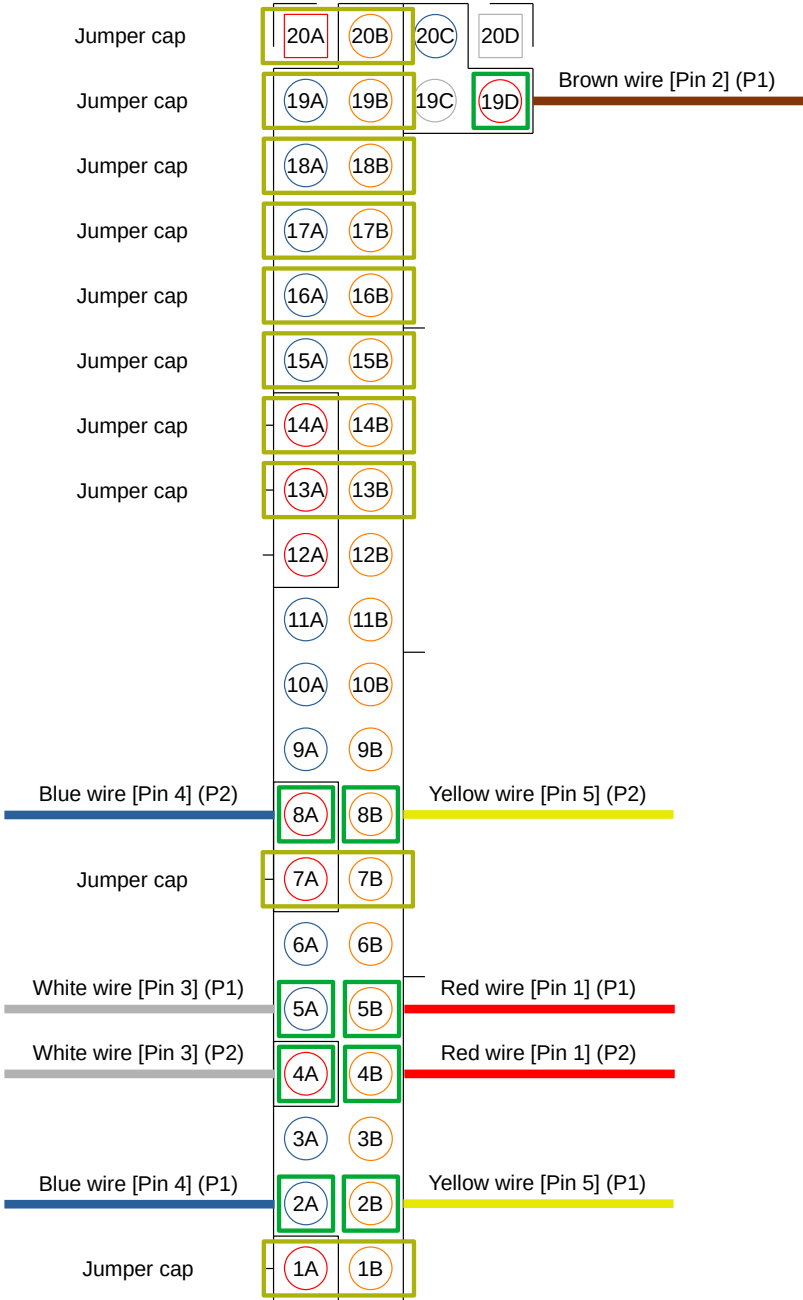 Jumper cap 20A 20B 20C 20D
Brown wire [Pin 2] (P1)
Jumper cap 19A 19B 19C 19D
Jumper cap 18A 18B
Jumper cap 17A 17B
Jumper cap 16A 16B
Jumper cap 15A 15B
Jumper cap 14A 14B
Jumper cap 13A 13B
12A 12B
11A 11B
10A 10B
9A 9B
Blue wire [Pin 4] (P2) 8A 8B Yellow wire [Pin 5] (P2)
Jumper cap 7A 7B
6A 6B
White wire [Pin 3] (P1) 5A 5B Red wire [Pin 1] (P1)
White wire [Pin 3] (P2) 4A 4B Red wire [Pin 1] (P2)
3A 3B
Blue wire [Pin 4] (P1) 2A 2B Yellow wire [Pin 5] (P1)
Jumper cap 1A 1B